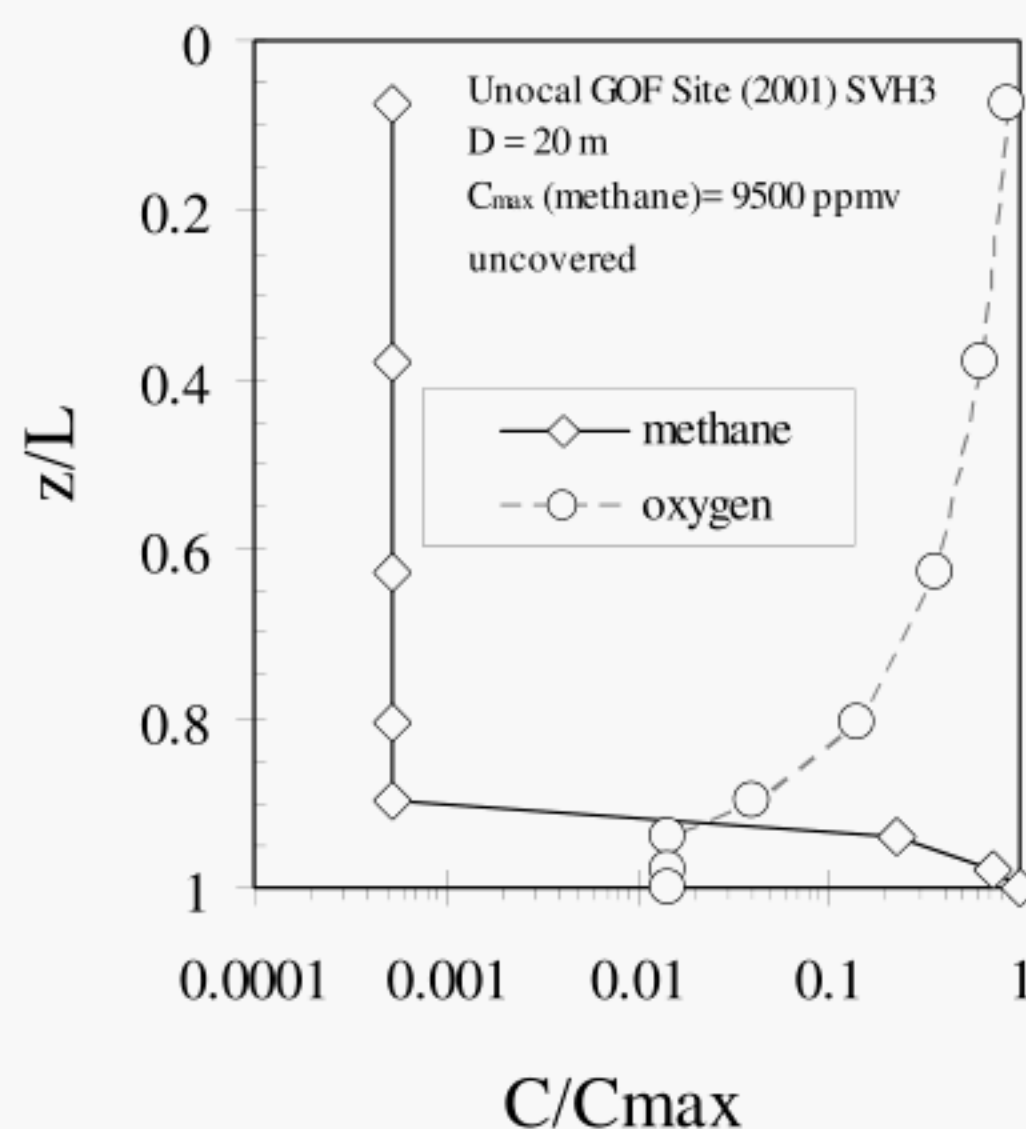 0
Unocal GOF Site (2001) SVH3
D = 20 m
Cmax (methane)= 9500 ppmv
uncovered
0.2
0.4
z/L
methane
oxygen
0.6
0.8
1
0.0001 0.001 0.01 0.1 1
C/Cmax